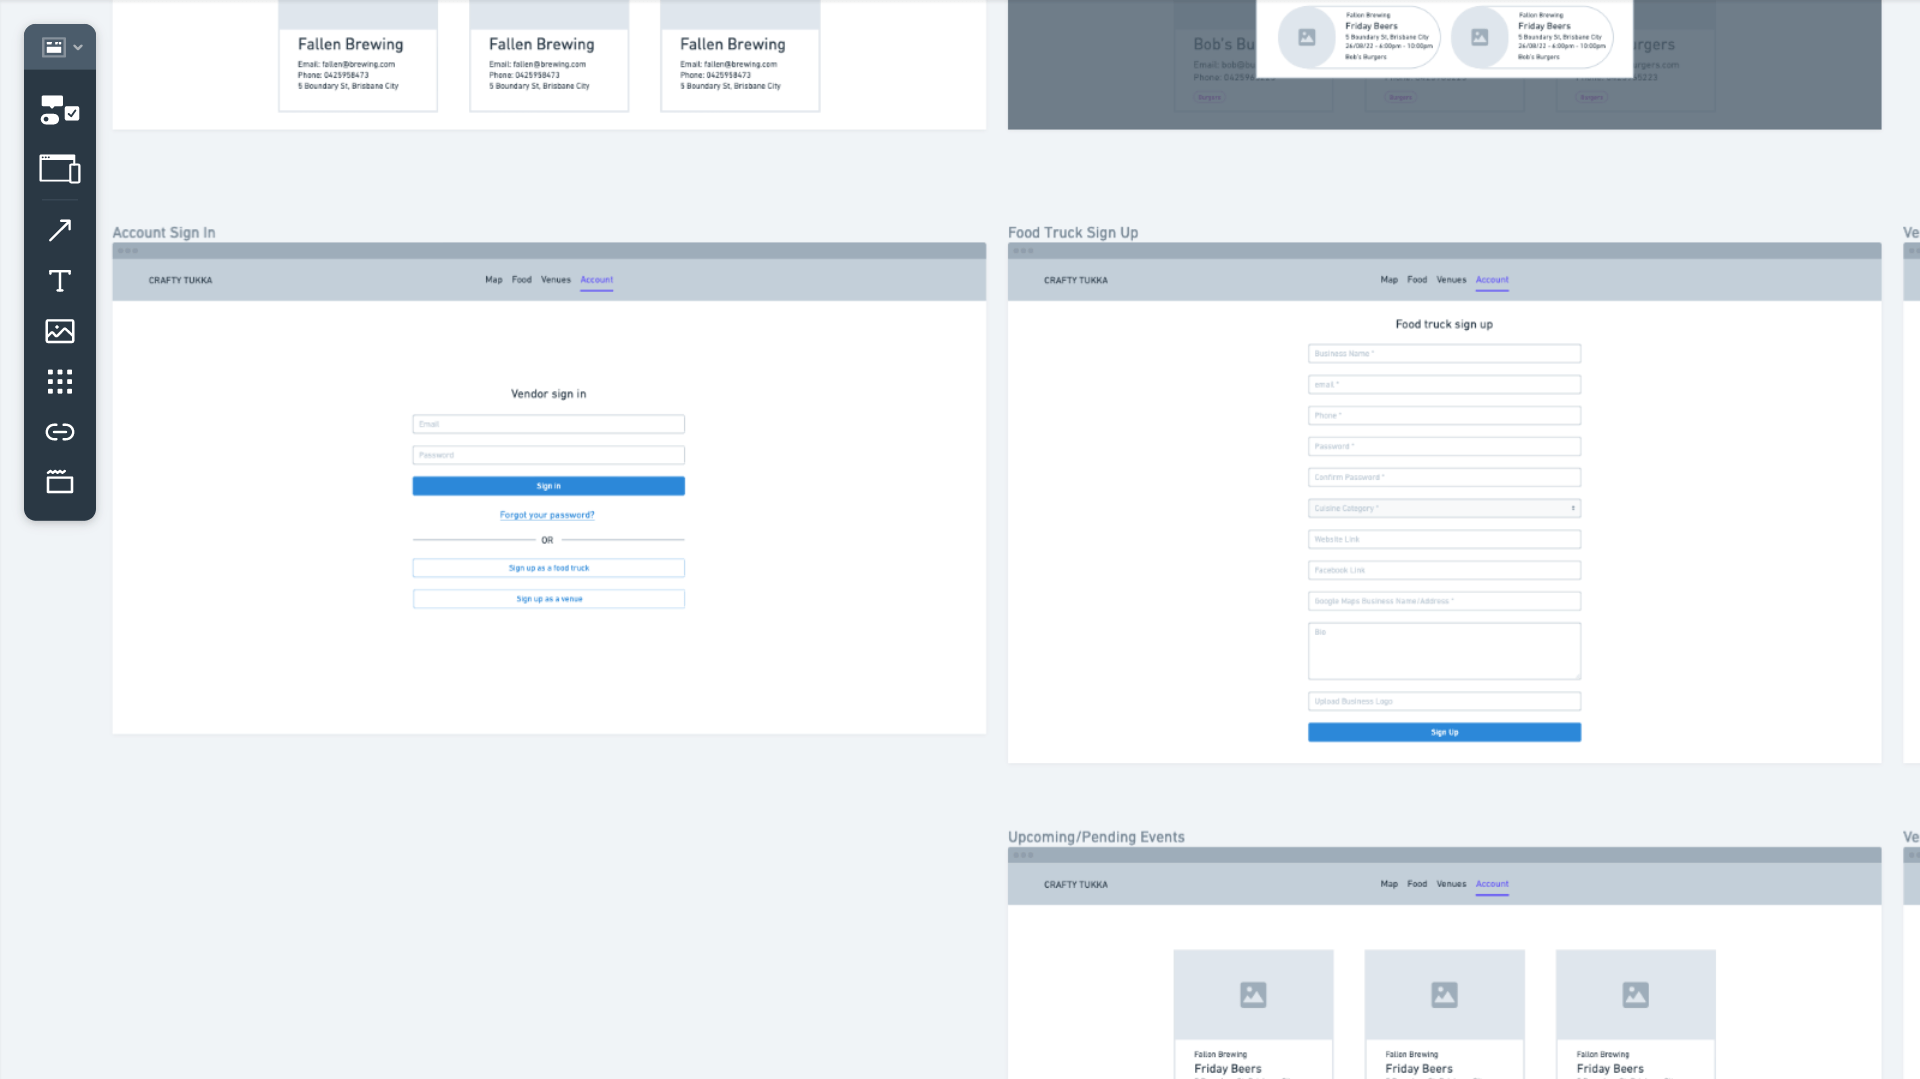 Fallen Brewing
Email: fallen@brewing.com
Phone: 0425958473
5 Boundary St, Brisbane City
Fallen Brewing
Email: fallen@brewing.com
Phone: 0425958473
5 Boundary St, Brisbane City
Fallen Brewing
Email: fallen@brewing.com
Phone: 0425958473
5 Boundary St, Brisbane City
Fallen Brewing
Friday Beers
5 Boundary St, Brisbane City
26/08/22 - 6:00pm - 10:00pm
Bob's Burgers
Fallen Brewing
Friday Beers
5 Boundary St, Brisbane City
26/08/22 - 6:00pm - 10:00pm
Bob's Burgers
Bob's Bu
Email: bob@bu
Phone:
Burgers
Burgers
urgers
urgers.com
5223
Burgers
Account Sign In
CRAFTY TUKKA
Map Food Venues Account
Vendor sign in
Email
Password
Sign in
Forgot your password?
OR
Sign up as a food truck
Sign up as a venue
Food Truck Sign Up
CRAFTY TUKKA
Map Food Venues Account
Food truck sign up
Business Name *
email *
Phone *
Password *
Confirm Password *
Cuisine Category *
Website Link
Facebook Link
Google Maps Business Name/Address *
Bio
Upload Business Logo
Sign Up
Ve
Upcoming/Pending Events
CRAFTY TUKKA
Map Food Venues Account
Fallen Brewing
Friday Beers
Fallen Brewing
Friday Beers
Fallen Brewing
Friday Beers
Ve